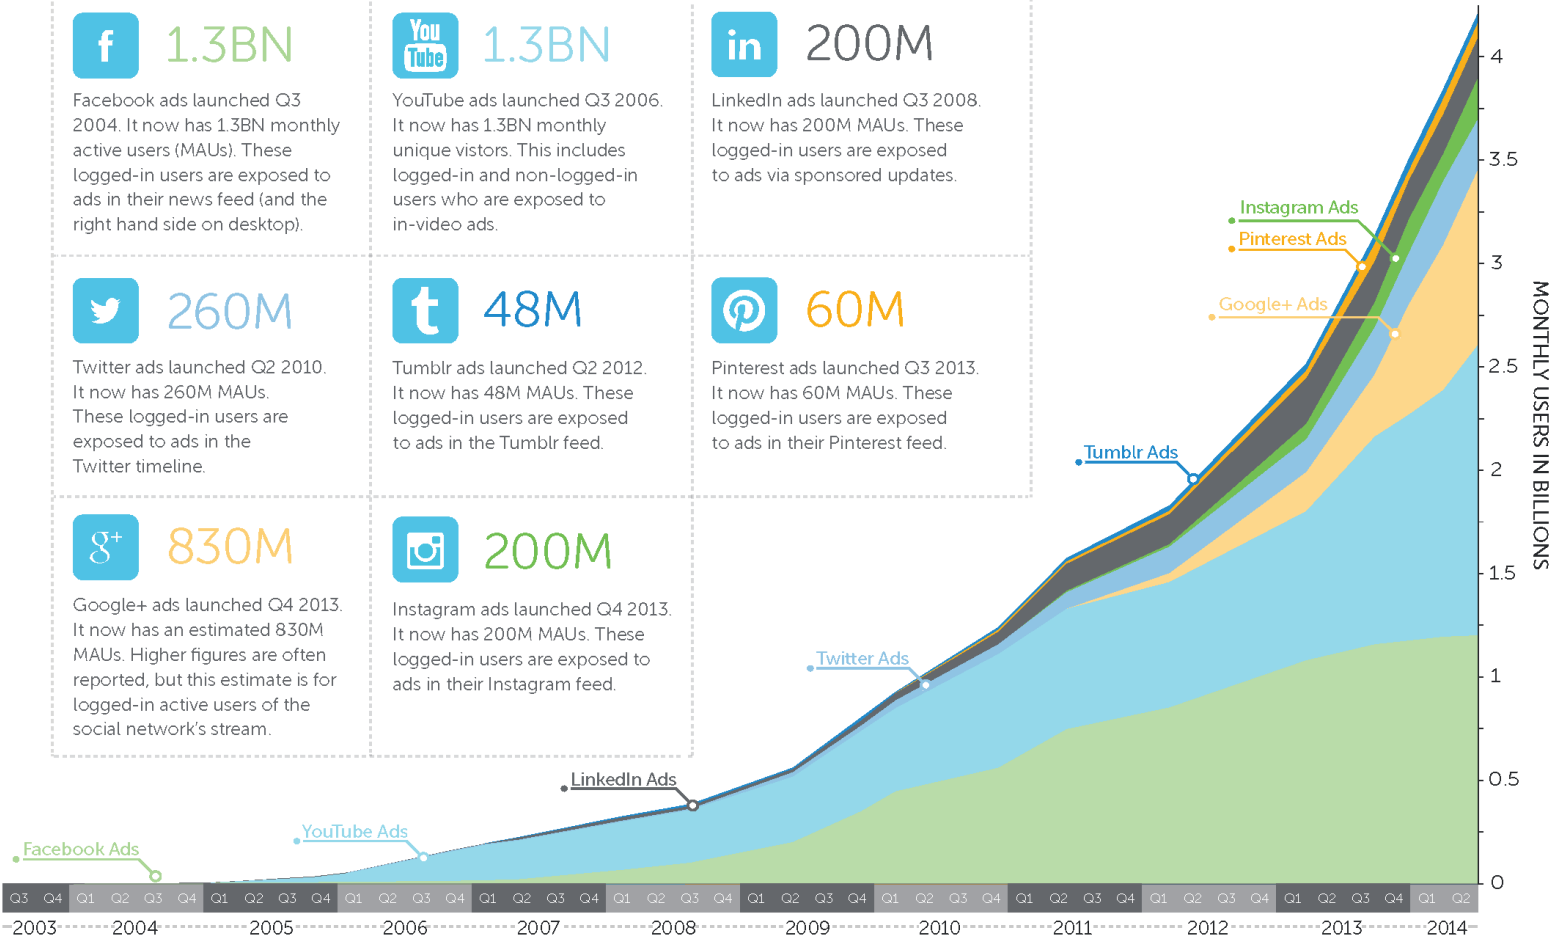 f
1.3BN
Facebook ads launched Q3
2004. It now has 1.3BN monthly
active users (MAUs). These
logged-in users are exposed to
ads in their news feed (and the
right hand side on desktop).
You
Tube
1.3BN
YouTube ads launched Q3 2006.
It now has 1.3BN monthly
unique vistors. This includes
logged-in and non-logged-in
users who are exposed to
in-video ads.
in
200M
LinkedIn ads launched Q3 2008.
It now has 200M MAUs. These
logged-in users are exposed
to ads via sponsored updates.
260M
Twitter ads launched Q2 2010.
It now has 260M MAUs.
These logged-in users are
exposed to ads in the
Twitter timeline.
t
48M
Tumblr ads launched Q2 2012.
It now has 48M MAUs. These
logged-in users are exposed
to ads in the Tumblr feed.
60M
Pinterest ads launched Q3 2013.
It now has 60M MAUs. These
logged-in users are exposed
to ads in their Pinterest feed.
g+
830M
Google+ ads launched Q4 2013.
It now has an estimated 830M
MAUs. Higher figures are often
reported, but this estimate is for
logged-in active users of the
social network's stream.
200M
Instagram ads launched Q4 2013.
It now has 200M MAUs. These
logged-in users are exposed to
ads in their Instagram feed.
Instagram Ads
Pinterest Ads
Google+ Ads
Tumblr Ads
Twitter Ads
LinkedIn Ads
YouTube Ads
Facebook Ads
4
3.5
3
2.5
2
1.5
1
0.5
0
MONTHLY USERS IN BILLIONS
Q3 Q4 Q1 Q2 Q3 Q4 Q1 Q2 Q3 Q4 Q1 Q2 Q3 Q4 Q1 Q2 Q3 Q4 Q1 Q2 Q3 Q4 Q1 Q2 Q3 Q4 Q1 Q2 Q3 Q4 Q1 Q2 Q3 Q4 Q1 Q2 Q3 Q4 Q1 Q2 Q3 Q4 Q1 Q2
2003 2004 2005 2006 2007 2008 2009 2010 2011 2012 2013 2014